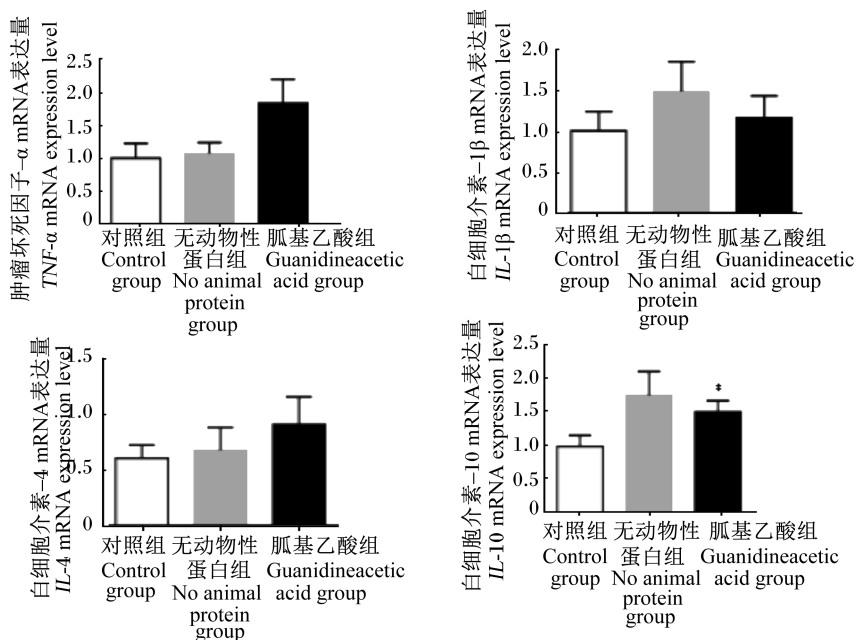 肿瘤坏死因子–α mRNA表达量
TNF-α mRNA expression level
2.5
2.0
1.5
1.0
0.5
0
对照组
Control
group
无动物性
蛋白组
No animal
protein
group
胍基乙酸组
Guanidineacetic
acid group
白细胞介素–1β mRNA表达量
IL-1β mRNA expression level
2.0
1.5
1.0
0.5
0
对照组
Control
group
无动物性
蛋白组
No animal
protein
group
胍基乙酸组
Guanidineacetic
acid group
白细胞介素–4 mRNA表达量
IL-4 mRNA expression level
1.5
1.0
0.5
0
对照组
Control
group
无动物性
蛋白组
No animal
protein
group
胍基乙酸组
Guanidineacetic
acid group
白细胞介素–10 mRNA表达量
IL-10 mRNA expression level
2.5
2.0
1.5
1.0
0.5
0
*
对照组
Control
group
无动物性
蛋白组
No animal
protein
group
胍基乙酸组
Guanidineacetic
acid group